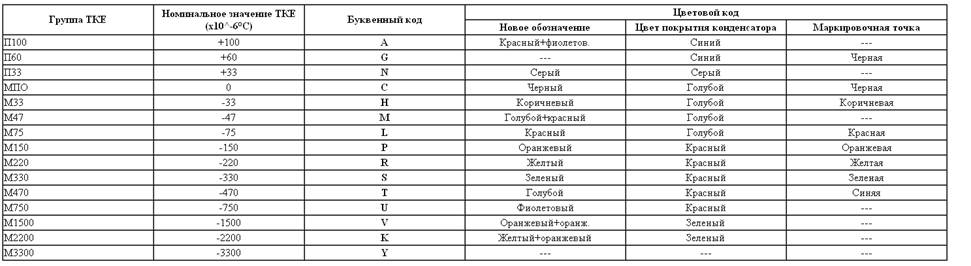 Группа ТКЕ Номинальное значение ТКЕ (x10^-6°C) Буквенный код Цветовой код
Новое обозначение Цвет покрытия конденсатора Маркировочная точка
П100 +100 A Красный+фиолетов. Синий ---
П60 +60 G --- Синий Черная
П33 +33 N Серый Серый ---
МПО 0 C Черный Голубой Черная
М33 -33 H Коричневый Голубой Коричневая
М47 -47 M Голубой+красный Голубой ---
М75 -75 L Красный Голубой Красная
М150 -150 P Оранжевый Красный Оранжевая
М220 -220 R Желтый Красный Желтая
М330 -330 S Зеленый Красный Зеленая
М470 -470 T Голубой Красный Синяя
М750 -750 U Фиолетовый Красный ---
М1500 -1500 V Оранжевый+оранж. Зеленый ---
М2200 -2200 K Желтый+оранжевый Зеленый ---
М3300 -3300 Y --- --- ---